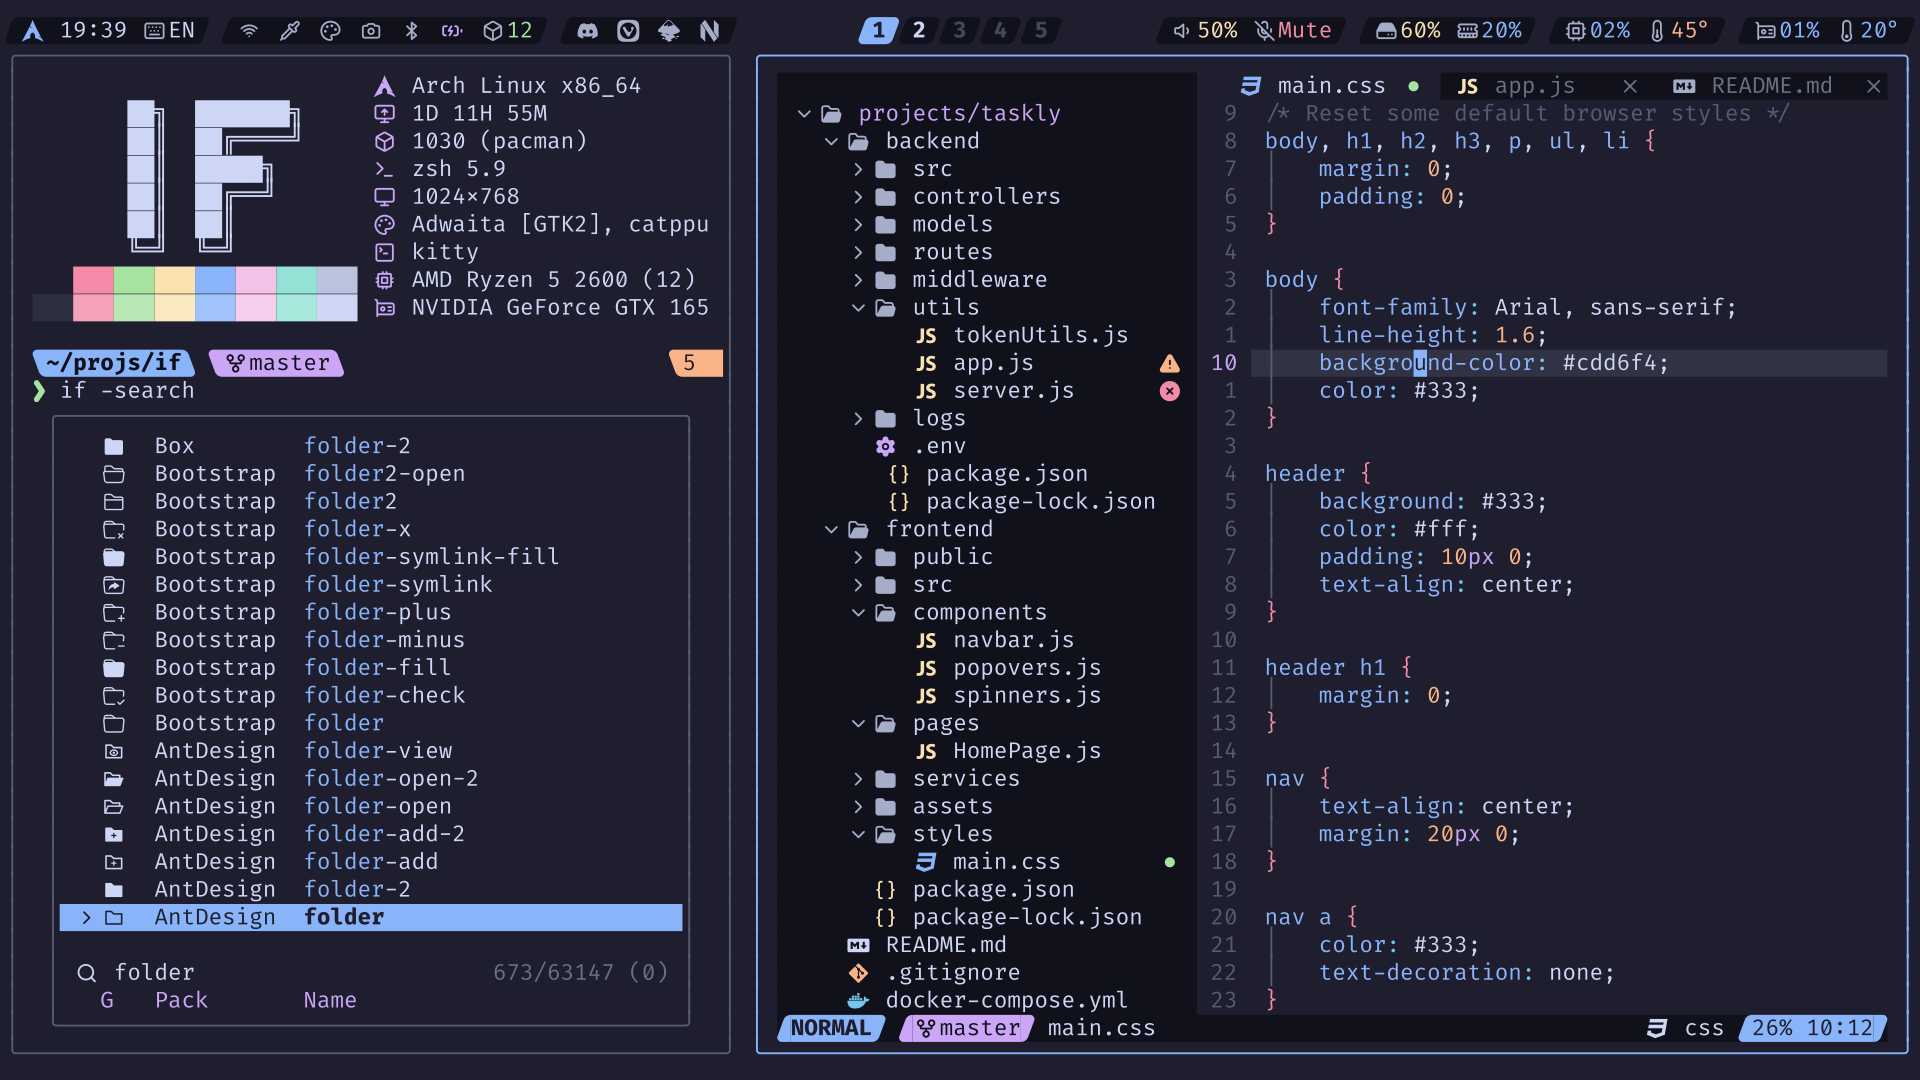 19:39 EN 12 1 2 3 4 5 50% Mute 60% 20% 02% 45° 01% 20°
IF
Arch Linux x86_64
1D 11H 55M
1030 (pacman)
zsh 5.9
1024×768
Adwaita [GTK2], catppu
kitty
AMD Ryzen 5 2600 (12)
NVIDIA GeForce GTX 165
~/projs/if master 5
❯ if -search
Box folder-2
Bootstrap folder2-open
Bootstrap folder2
Bootstrap folder-x
Bootstrap folder-symlink-fill
Bootstrap folder-symlink
Bootstrap folder-plus
Bootstrap folder-minus
Bootstrap folder-fill
Bootstrap folder-check
Bootstrap folder
AntDesign folder-view
AntDesign folder-open-2
AntDesign folder-open
AntDesign folder-add-2
AntDesign folder-add
AntDesign folder-2
> AntDesign folder
folder 673/63147 (0)
G Pack Name
projects/taskly
backend
src
controllers
models
routes
middleware
utils
JS tokenUtils.js
JS app.js
JS server.js
logs
.env
{} package.json
{} package-lock.json
frontend
public
src
components
JS navbar.js
JS popovers.js
JS spinners.js
pages
JS HomePage.js
services
assets
styles
main.css
{} package.json
{} package-lock.json
M README.md
.gitignore
docker-compose.yml
main.css ● JS app.js × M README.md ×
9 /* Reset some default browser styles */
8 body, h1, h2, h3, p, ul, li {
7 margin: 0;
6 padding: 0;
5 }
4
3 body {
2 font-family: Arial, sans-serif;
1 line-height: 1.6;
10 background-color: #cdd6f4;
1 color: #333;
2 }
3
4 header {
5 background: #333;
6 color: #fff;
7 padding: 10px 0;
8 text-align: center;
9 }
10
11 header h1 {
12 margin: 0;
13 }
14
15 nav {
16 text-align: center;
17 margin: 20px 0;
18 }
19
20 nav a {
21 color: #333;
22 text-decoration: none;
23 }
NORMAL master main.css css 26% 10:12